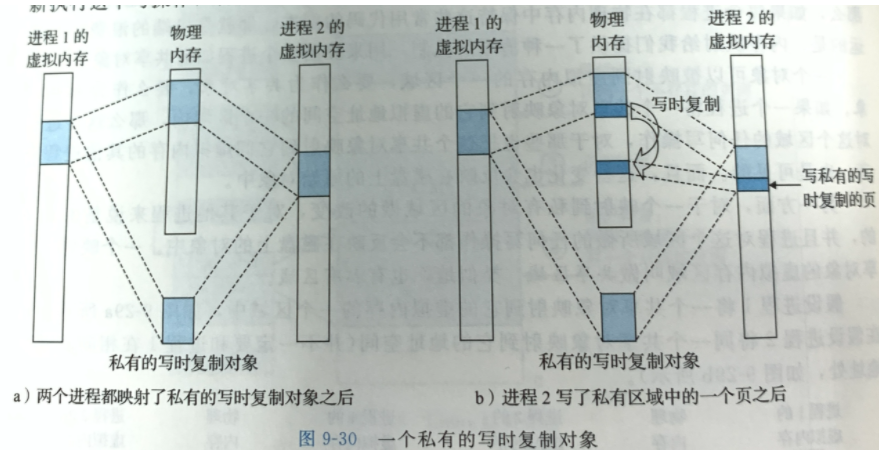 进程1的
虚拟内存
物理
内存
进程2的
虚拟内存
私有的写时复制对象
a）两个进程都映射了私有的写时复制对象之后
进程1的
虚拟内存
物理
内存
进程2的
虚拟内存
写时复制
写私有的写
时复制的页
私有的写时复制对象
b）进程2写了私有区域中的一个页之后
图 9-30 一个私有的写时复制对象